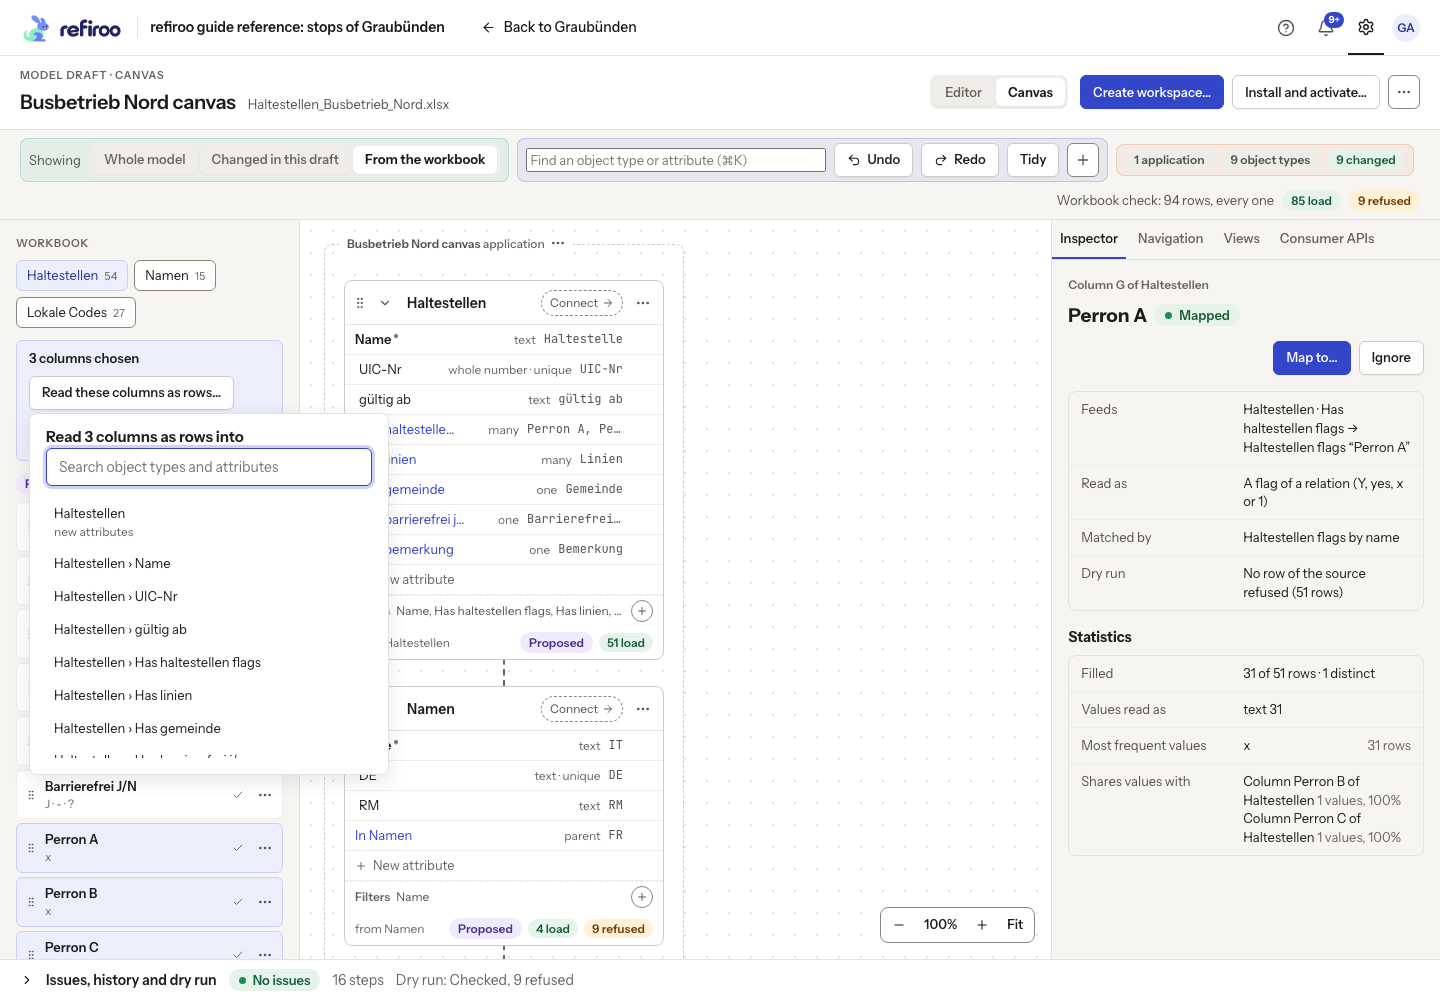 refiroo
refiroo guide reference: stops of Graubünden
← Back to Graubünden
9+
GA
MODEL DRAFT · CANVAS
Busbetrieb Nord canvas
Haltestellen_Busbetrieb_Nord.xlsx
Editor
Canvas
Create workspace...
Install and activate...
Showing
Whole model
Changed in this draft
From the workbook
Find an object type or attribute (⌘K)
Undo
Redo
Tidy
1 application
9 object types
9 changed
Workbook check: 94 rows, every one
85 load
9 refused
WORKBOOK
Haltestellen 54
Namen 15
Lokale Codes 27
3 columns chosen
Read these columns as rows...
Read 3 columns as rows into
Search object types and attributes
Haltestellen
new attributes
Haltestellen › Name
Haltestellen › UIC-Nr
Haltestellen › gültig ab
Haltestellen › Has haltestellen flags
Haltestellen › Has linien
Haltestellen › Has gemeinde
Barrierefrei J/N
J · - · ?
Perron A
x
Perron B
x
Perron C
Busbetrieb Nord canvas application
Haltestellen
Connect →
Name *
text Haltestelle
UIC-Nr
whole number · unique UIC-Nr
gültig ab
text gültig ab
haltestelle…
many Perron A, Pe…
linien
many Linien
gemeinde
one Gemeinde
barrierefrei j…
one Barrierefrei…
bemerkung
one Bemerkung
w attribute
Name, Has haltestellen flags, Has linien, …
Haltestellen
Proposed
51 load
Namen
Connect →
e *
text IT
DE
text · unique DE
RM
text RM
In Namen
parent FR
+ New attribute
Filters Name
from Namen
Proposed
4 load
9 refused
100%
Fit
Inspector
Navigation
Views
Consumer APIs
Column G of Haltestellen
Perron A
Mapped
Map to...
Ignore
Feeds
Haltestellen · Has
haltestellen flags →
Haltestellen flags “Perron A”
Read as
A flag of a relation (Y, yes, x
or 1)
Matched by
Haltestellen flags by name
Dry run
No row of the source
refused (51 rows)
Statistics
Filled
31 of 51 rows · 1 distinct
Values read as
text 31
Most frequent values
x
31 rows
Shares values with
Column Perron B of
Haltestellen 1 values, 100%
Column Perron C of
Haltestellen 1 values, 100%
Issues, history and dry run
No issues
16 steps
Dry run: Checked, 9 refused